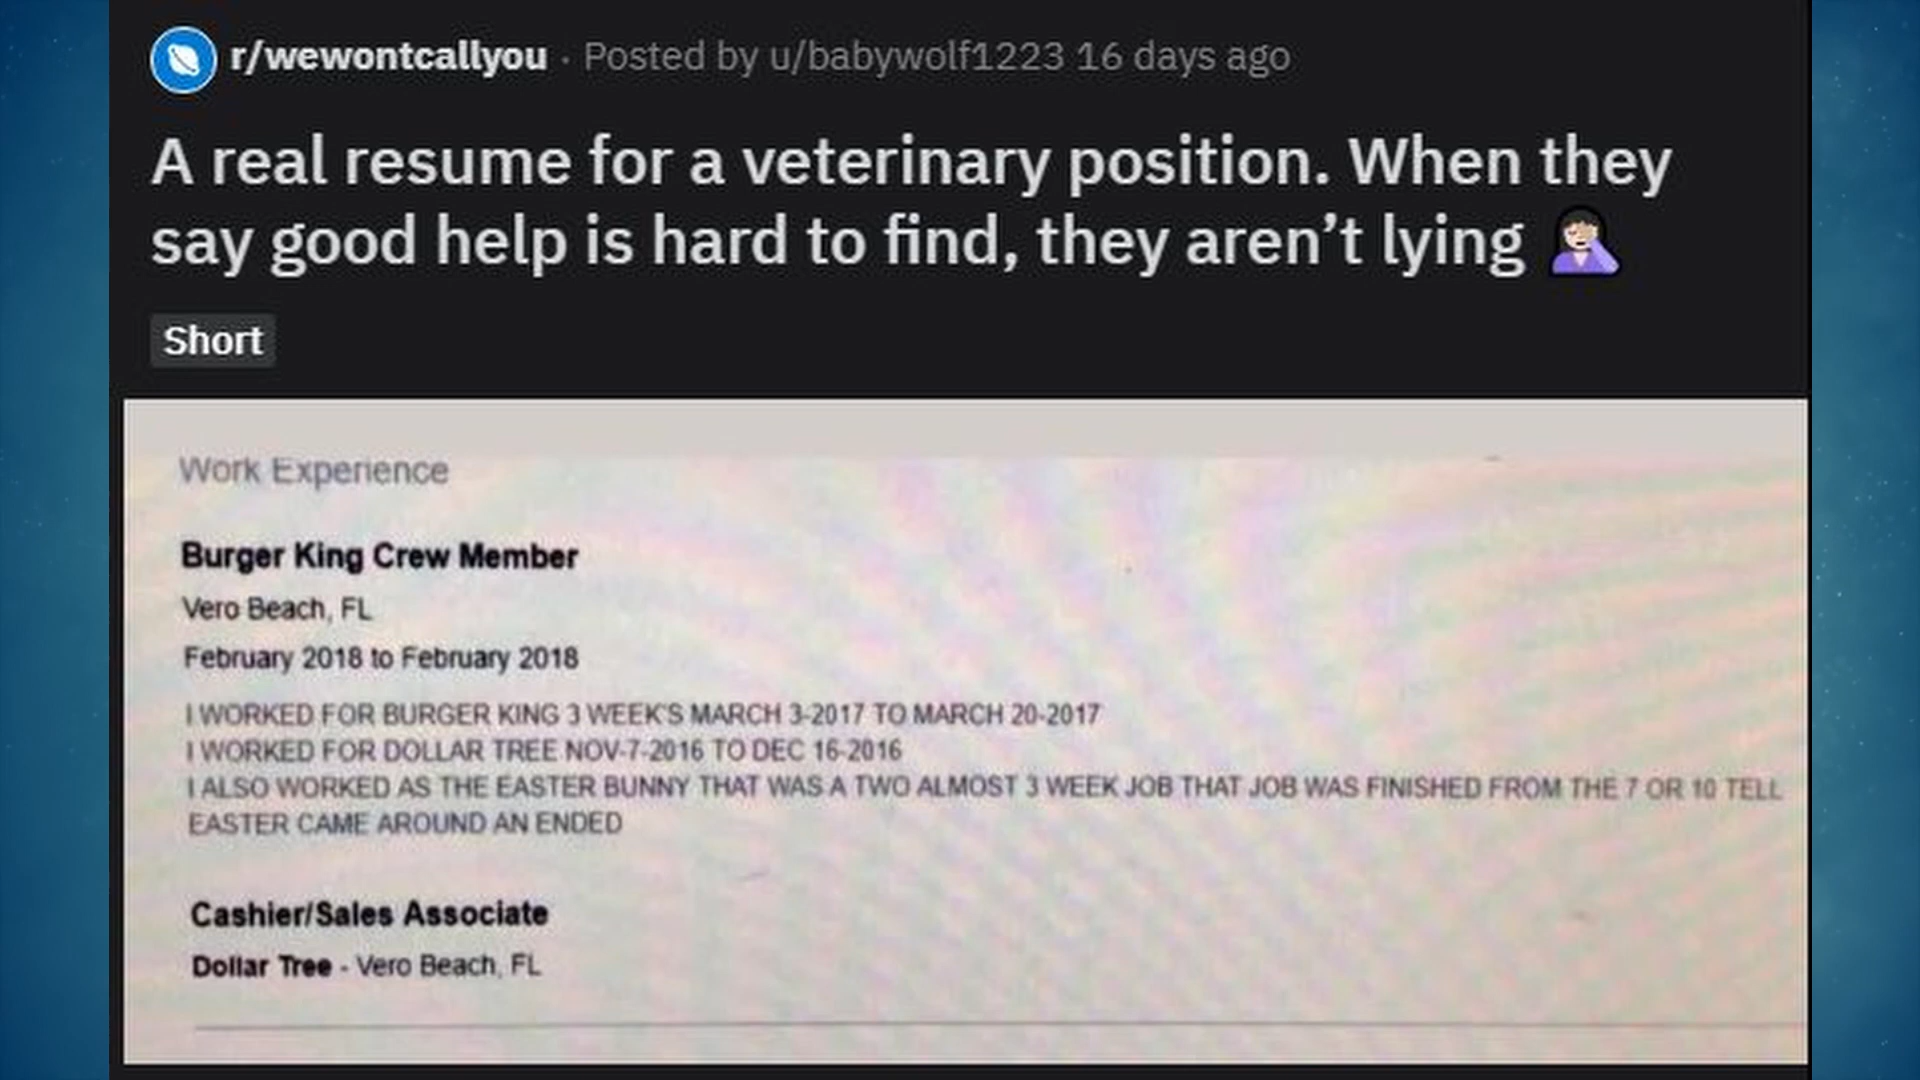 r/wewontcallyou · Posted by u/babywolf1223 16 days ago
A real resume for a veterinary position. When they
say good help is hard to find, they aren’t lying 🤦🏻‍♀️
Short
Work Experience
Burger King Crew Member
Vero Beach, FL
February 2018 to February 2018
I WORKED FOR BURGER KING 3 WEEK'S MARCH 3-2017 TO MARCH 20-2017
I WORKED FOR DOLLAR TREE NOV-7-2016 TO DEC 16-2016
I ALSO WORKED AS THE EASTER BUNNY THAT WAS A TWO ALMOST 3 WEEK JOB THAT JOB WAS FINISHED FROM THE 7 OR 10 TELL
EASTER CAME AROUND AN ENDED
Cashier/Sales Associate
Dollar Tree - Vero Beach, FL